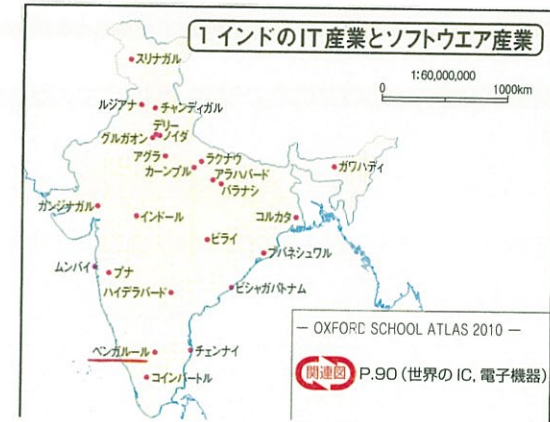 1 インドのIT産業とソフトウエア産業
1:60,000,000
0 1000km
スリナガル
ルジアナ
チャンディガル
デリー
グルガオン
ノイダ
アグラ
ラクナウ
カーンプル
アラハバード
バラナシ
ガワハディ
ガンジナガル
インドール
コルカタ
ビライ
ブバネシュワル
ムンバイ
プナ
ハイデラバード
ビシャガパトナム
ベンガルール
チェンナイ
コインバートル
— OXFORD SCHOOL ATLAS 2010 —
関連図 P.90(世界のIC,電子機器)